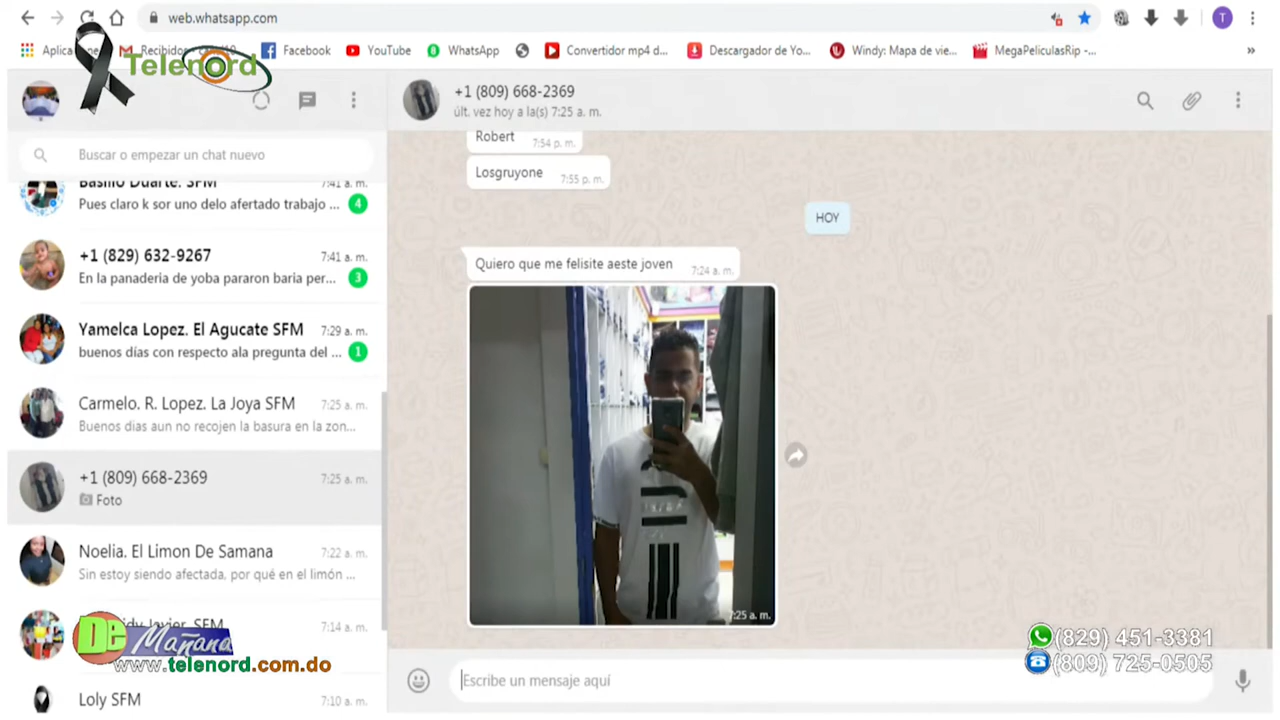 web.whatsapp.com
T
Recibidos
Facebook
YouTube
WhatsApp
Convertidor mp4 d...
Descargador de Yo...
Windy: Mapa de vie...
MegaPeliculasRip -...
»
Telenord
+1 (809) 668-2369
últ. vez hoy a la(s) 7:25 a. m.
Buscar o empezar un chat nuevo
Basilio Duarte. SFM
7:41 a. m.
Pues claro k sor uno delo afertado trabajo ...
4
+1 (829) 632-9267
7:41 a. m.
En la panaderia de yoba pararon baria per...
3
Yamelca Lopez. El Agucate SFM
7:29 a. m.
buenos días con respecto ala pregunta del ...
1
Carmelo. R. Lopez. La Joya SFM
7:25 a. m.
Buenos dias aun no recojen la basura en la zon...
+1 (809) 668-2369
7:25 a. m.
Foto
Noelia. El Limon De Samana
7:22 a. m.
Sin estoy siendo afectada, por qué en el limón ...
Javier. SFM
7:14 a. m.
Loly SFM
7:10 a. m.
Robert
7:54 p. m.
Losgruyone
7:55 p. m.
HOY
Quiero que me felisite aeste joven
7:24 a. m.
7:25 a. m.
Escribe un mensaje aquí
De Mañana
www.telenord.com.do
(829) 451-3381
(809) 725-0505